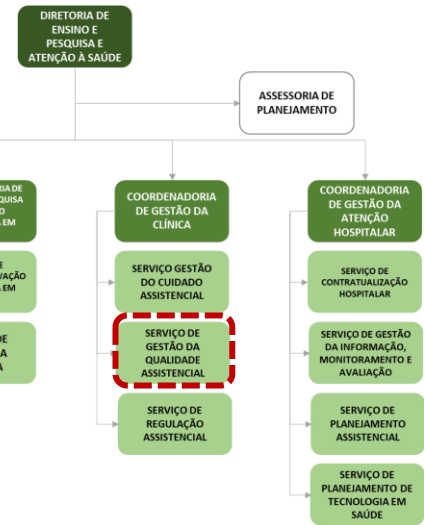 DIRETORIA DE
ENSINO E
PESQUISA E
ATENÇÃO À SAÚDE
ASSESSORIA DE
PLANEJAMENTO
COORDENADORIA
DE GESTÃO DA
CLÍNICA
SERVIÇO GESTÃO
DO CUIDADO
ASSISTENCIAL
SERVIÇO DE
GESTÃO DA
QUALIDADE
ASSISTENCIAL
SERVIÇO DE
REGULAÇÃO
ASSISTENCIAL
COORDENADORIA
DE GESTÃO DA
ATENÇÃO
HOSPITALAR
SERVIÇO DE
CONTRATUALIZAÇÃO
HOSPITALAR
SERVIÇO DE GESTÃO
DA INFORMAÇÃO,
MONITORAMENTO E
AVALIAÇÃO
SERVIÇO DE
PLANEJAMENTO
ASSISTENCIAL
SERVIÇO DE
PLANEJAMENTO DE
TECNOLOGIA EM
SAÚDE